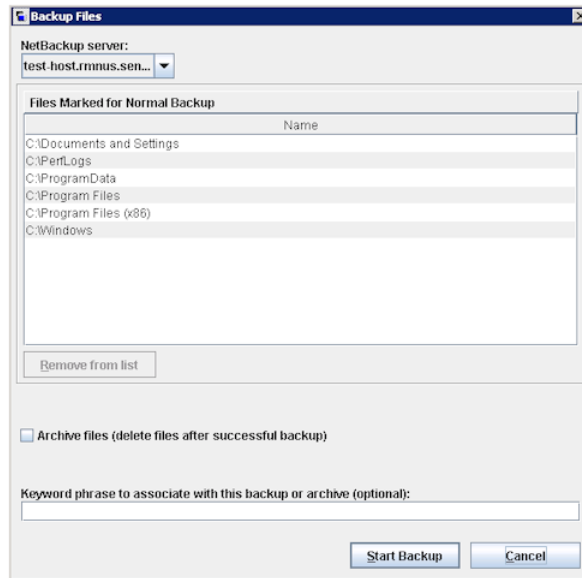 Backup Files
NetBackup server:
test-host.rmnus.sen...
Files Marked for Normal Backup
Name
C:\Documents and Settings
C:\PerfLogs
C:\ProgramData
C:\Program Files
C:\Program Files (x86)
C:\Windows
Remove from list
Archive files (delete files after successful backup)
Keyword phrase to associate with this backup or archive (optional):
Start Backup
Cancel